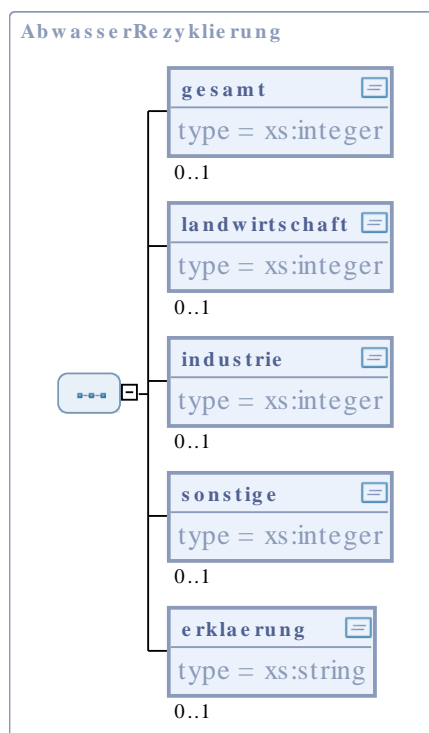 AbwasserRezyklierung
gesamt
type = xs:integer
0..1
landwirtschaft
type = xs:integer
0..1
industrie
type = xs:integer
0..1
sonstige
type = xs:integer
0..1
erklaerung
type = xs:string
0..1